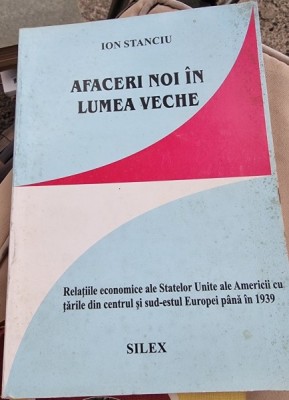 ION STANCIU
AFACERI NOI ÎN
LUMEA VECHE
Relațiile economice ale Statelor Unite ale Americii cu
țările din centrul și sud-estul Europei până în 1939
SILEX